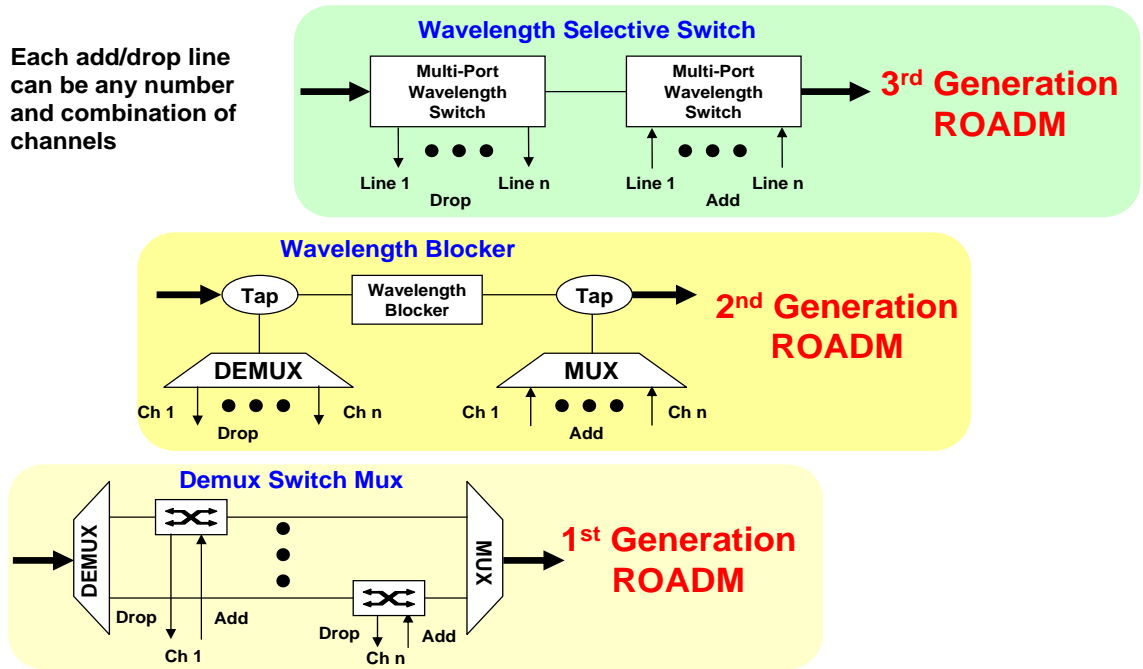 Each add/drop line
can be any number
and combination of
channels
Wavelength Selective Switch
Multi-Port
Wavelength
Switch
Multi-Port
Wavelength
Switch
3rd Generation
ROADM
Line 1
Line n
Line 1
Line n
Drop
Add
Wavelength Blocker
Tap
Wavelength
Blocker
Tap
2nd Generation
ROADM
DEMUX
MUX
Ch 1
Ch n
Ch 1
Ch n
Drop
Add
Demux Switch Mux
DEMUX
MUX
1st Generation
ROADM
Drop
Add
Ch 1
Drop
Add
Ch n